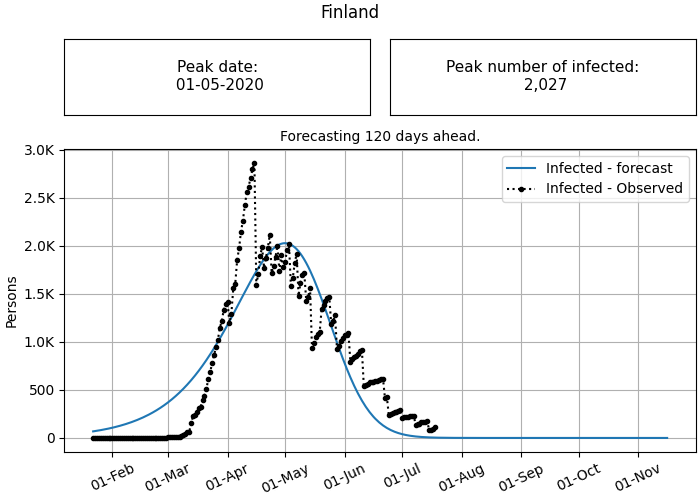 Finland
Peak date:
01-05-2020
Peak number of infected:
2,027
Forecasting 120 days ahead.
Infected - forecast
Infected - Observed
3.0K
2.5K
2.0K
1.5K
1.0K
500
0
Persons
01-Feb
01-Mar
01-Apr
01-May
01-Jun
01-Jul
01-Aug
01-Sep
01-Oct
01-Nov